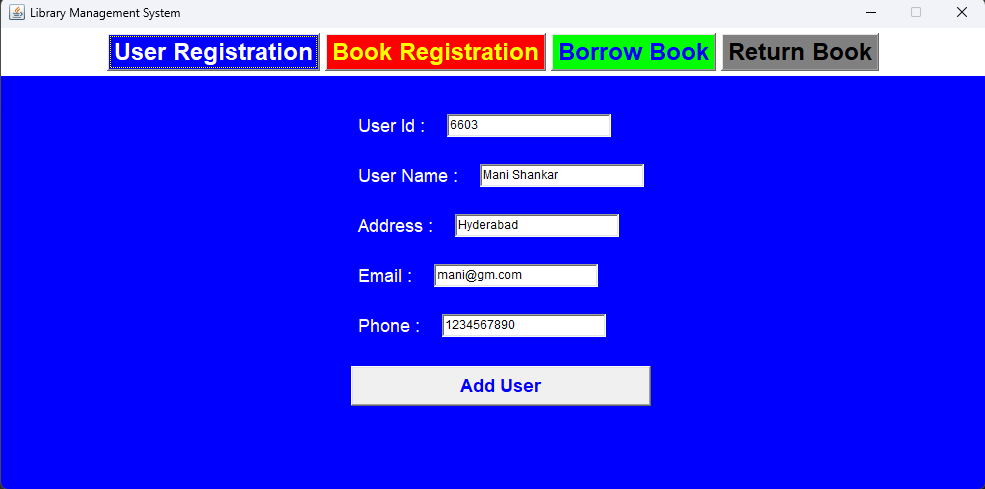 Library Management System
User Registration Book Registration Borrow Book Return Book
User Id : 6603
User Name : Mani Shankar
Address : Hyderabad
Email : mani@gm.com
Phone : 1234567890
Add User